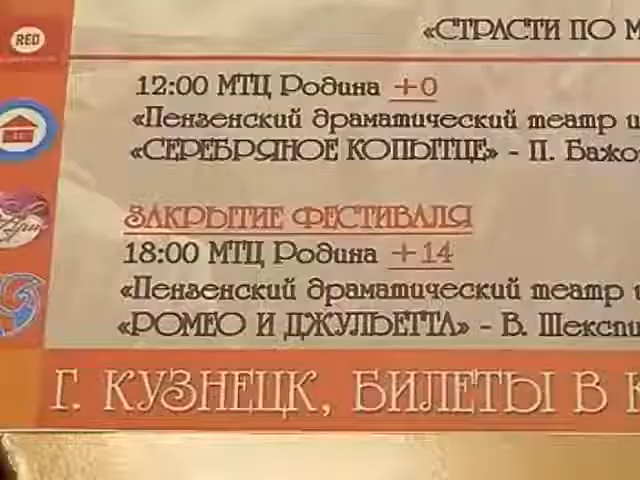 RED
«СТРАСТИ ПО
12:00 МТЦ Родина +0
«Пензенский драматический театр
«СЕРЕБРЯНОЕ КОПЫТЦЕ» - П. Бажо
ЗАКРЫТИЕ ФЕСТИВАЛЯ
18:00 МТЦ Родина +14
«Пензенский драматический театр
«РОМЕО И ДЖУЛЬЕТТА» - В. Шекспи
Г. КУЗНЕЦК, БИЛЕТЫ В К